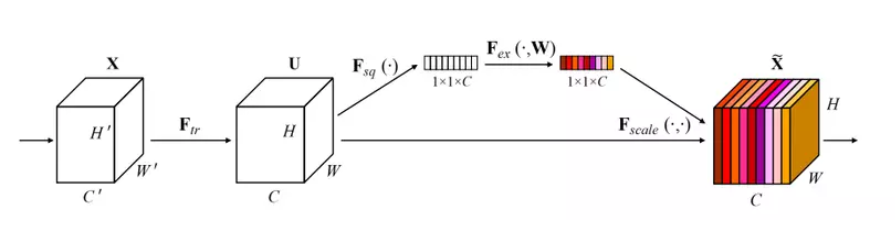 X
H′
W′
C′
F_tr
U
H
W
C
F_sq (·)
1×1×C
F_ex (·,W)
1×1×C
F_scale (·,·)
X̃
H
W
C